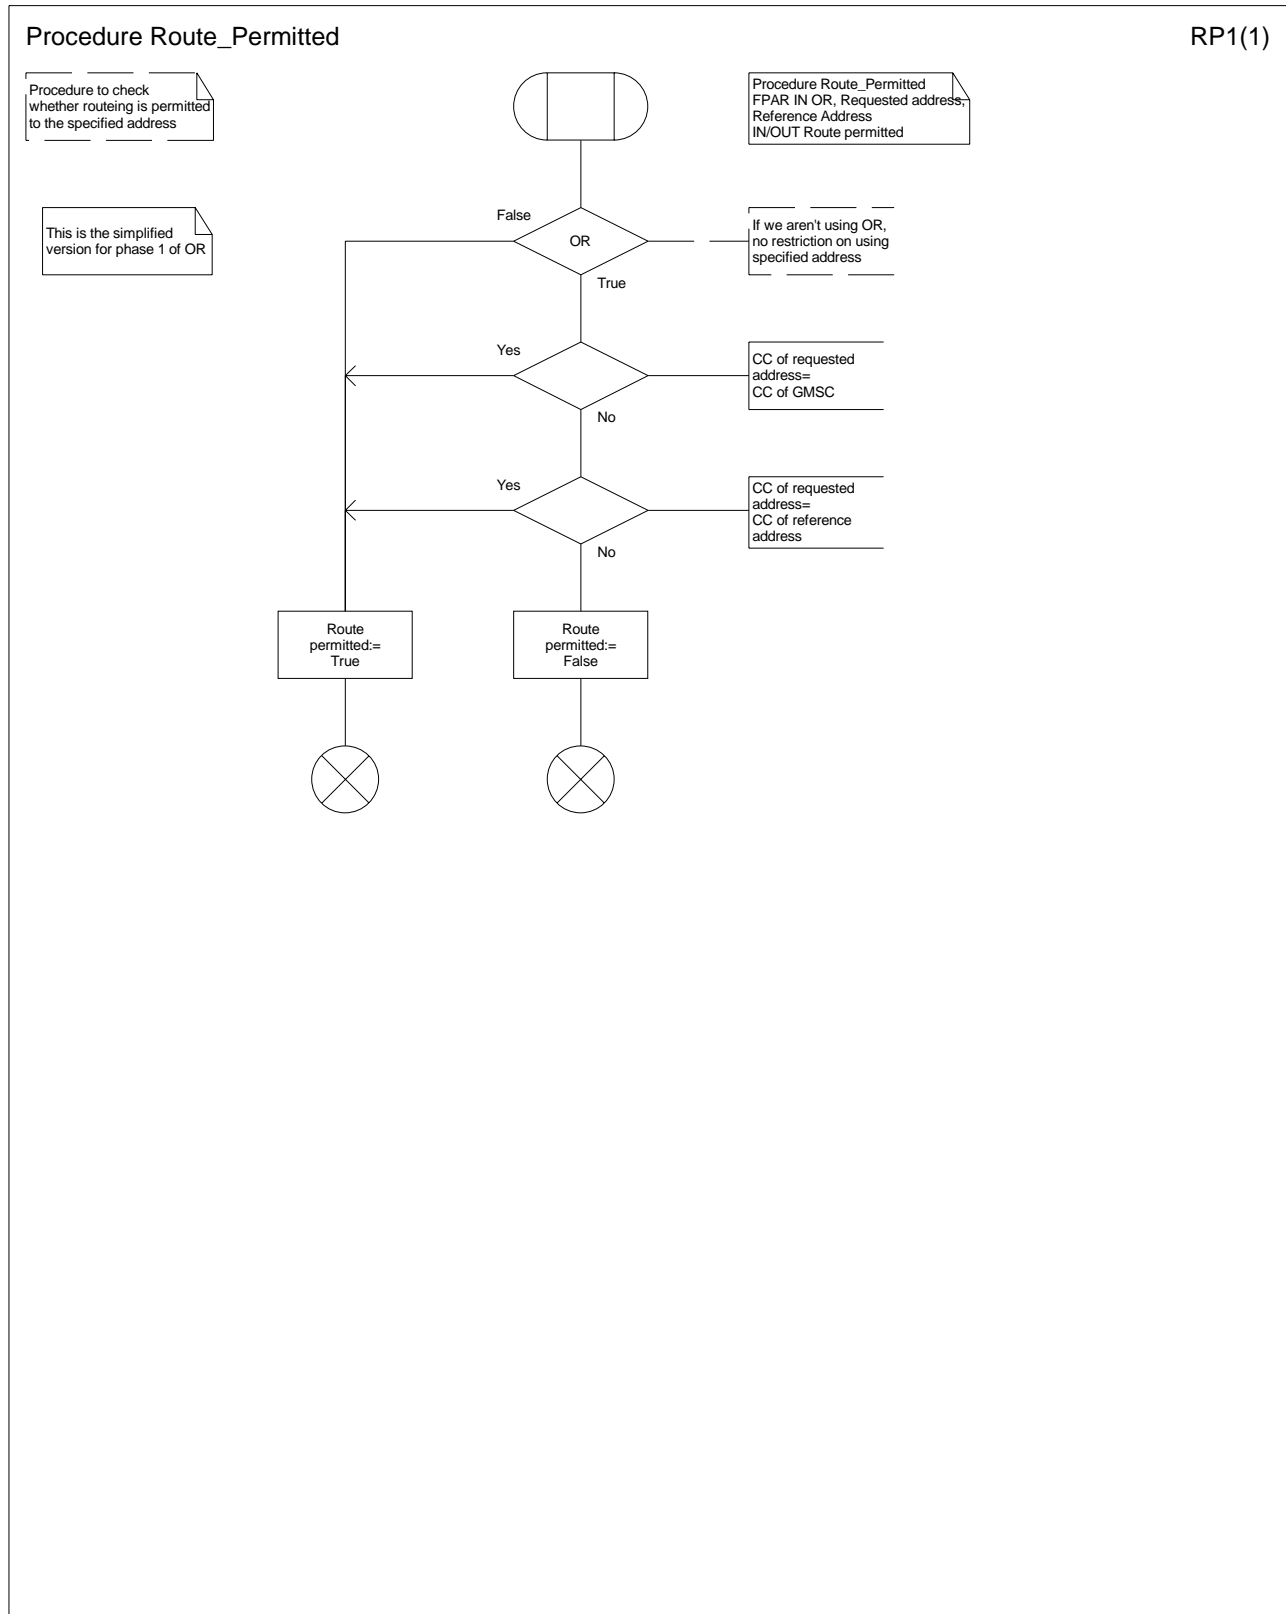 Procedure Route_Permitted
RP1(1)
Procedure to check
whether routeing is permitted
to the specified address
Procedure Route_Permitted
FPAR IN OR, Requested address,
Reference Address
IN/OUT Route permitted
This is the simplified
version for phase 1 of OR
False
OR
True
If we aren't using OR,
no restriction on using
specified address
Yes
No
CC of requested
address=
CC of GMSC
Yes
No
CC of requested
address=
CC of reference
address
Route
permitted:=
True
Route
permitted:=
False